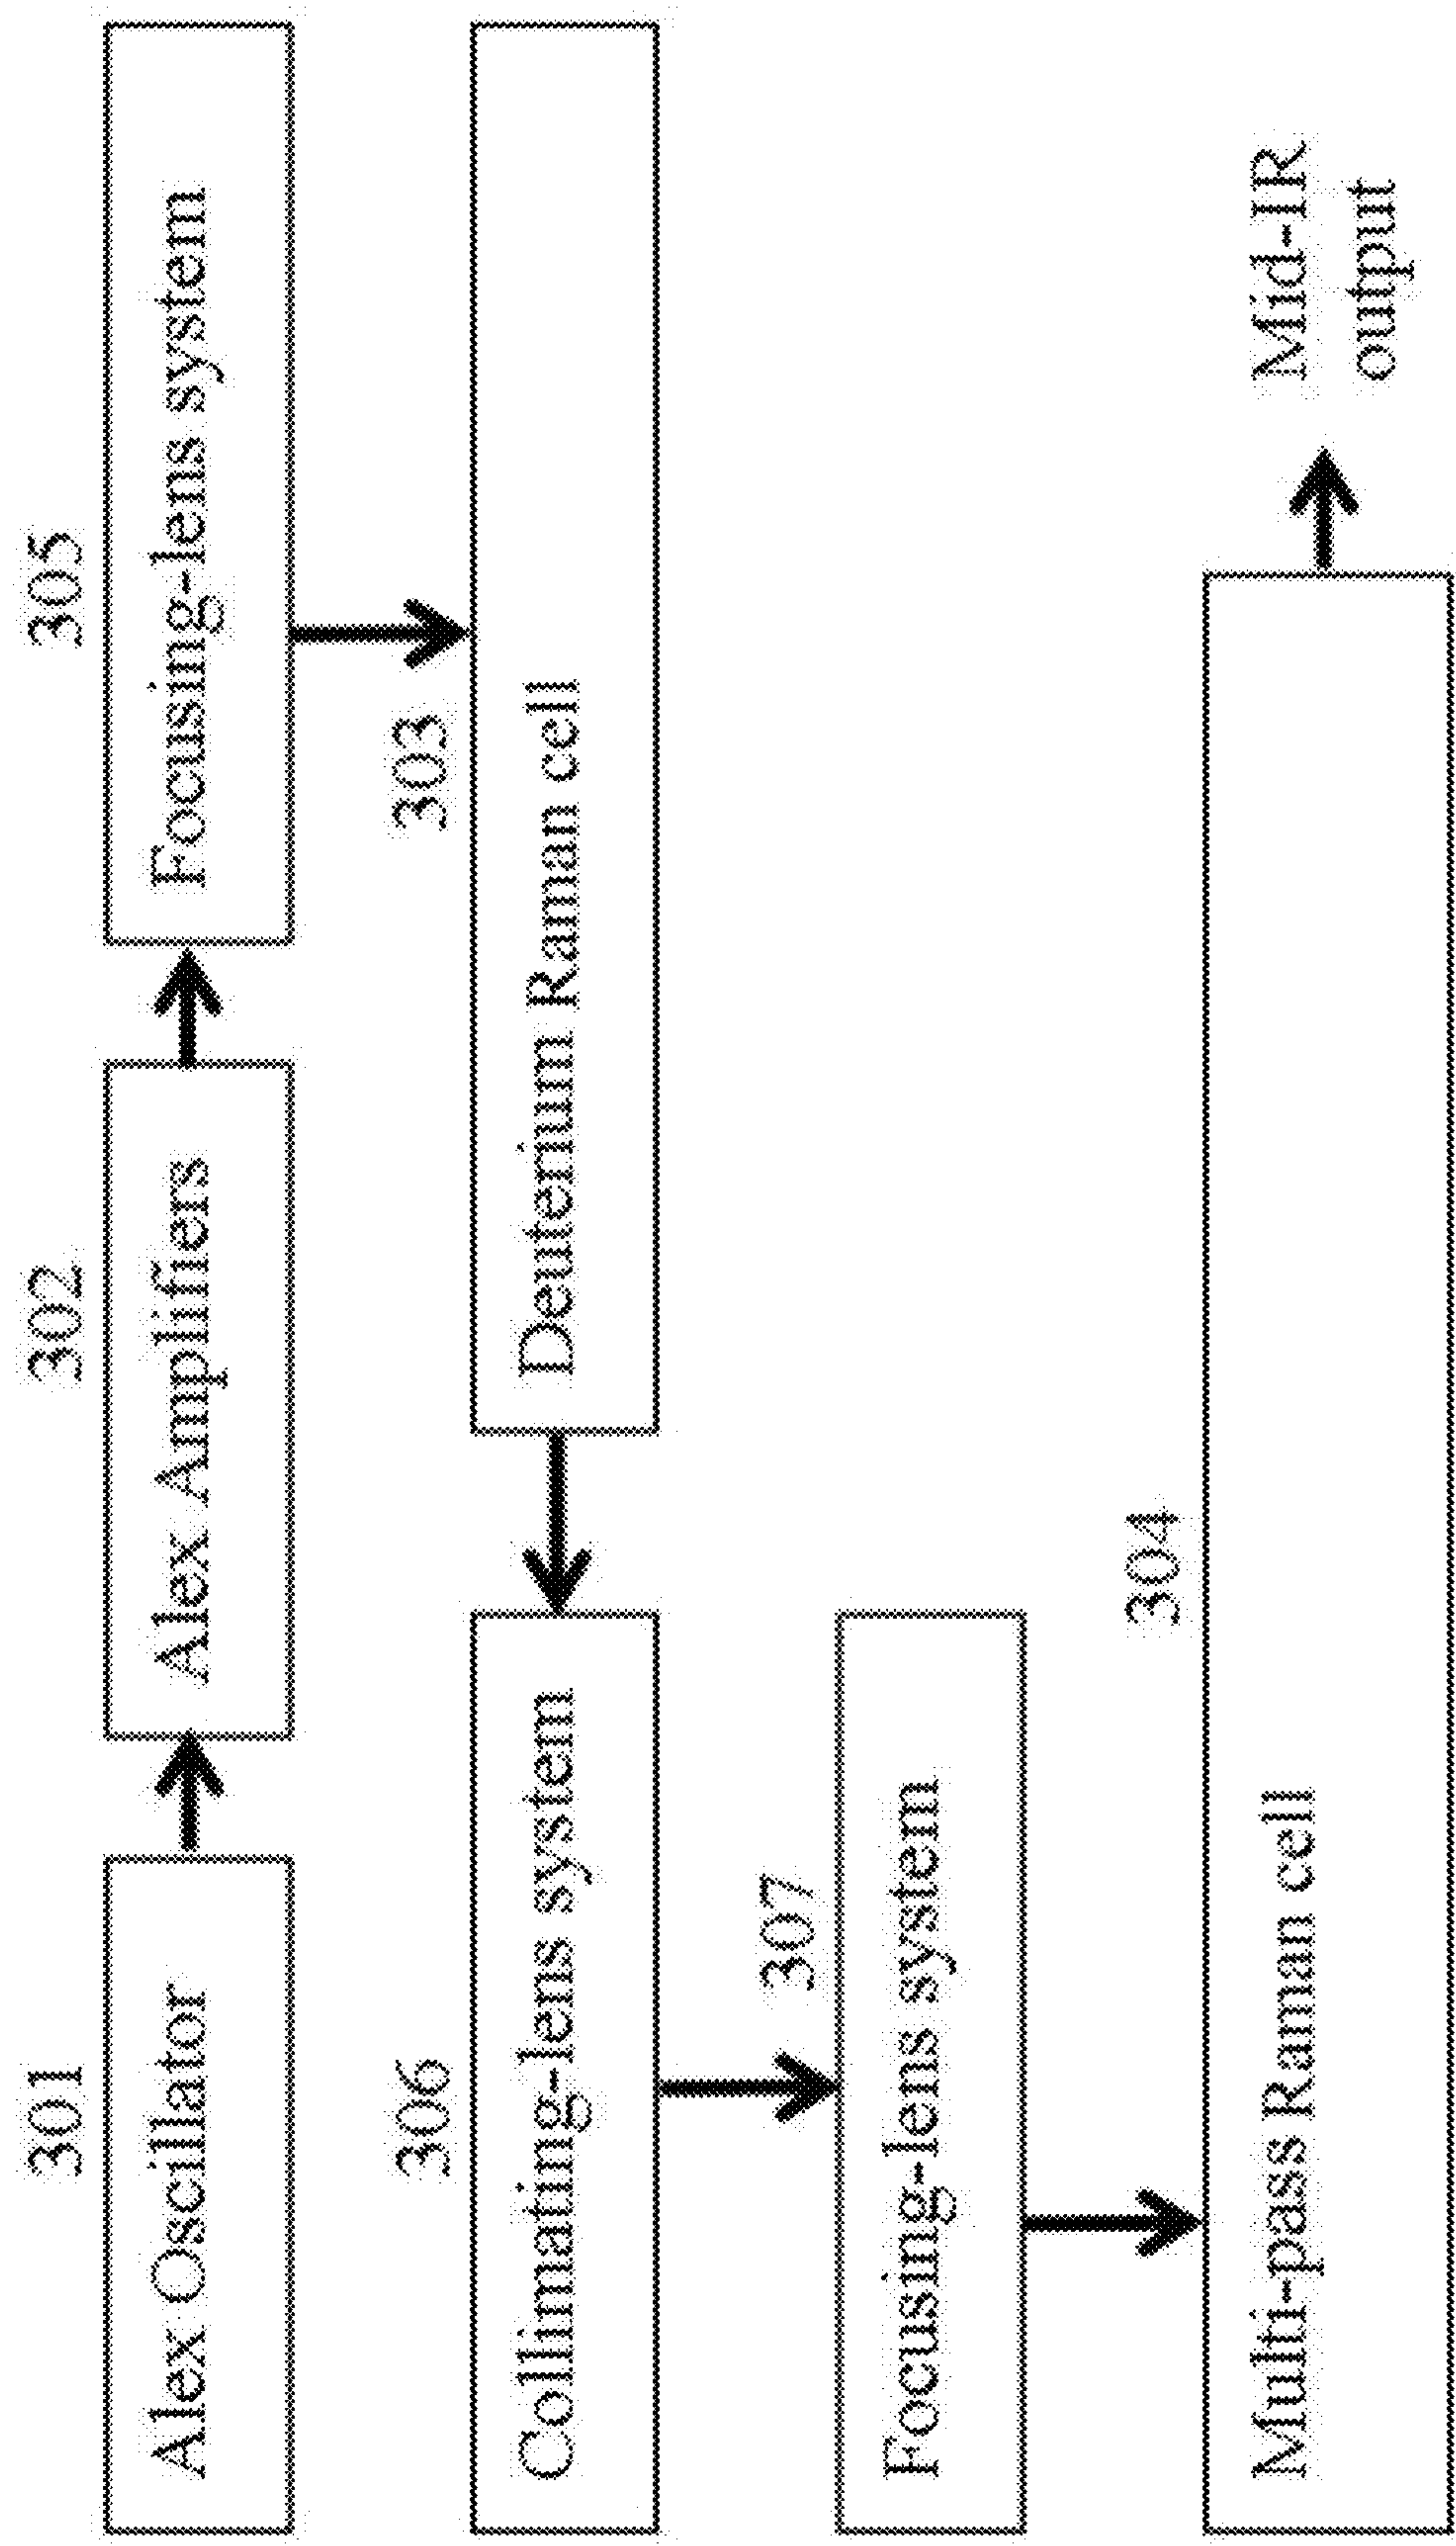 301
302
305
Alex Oscillator
Alex Amplifiers
Focusing-lens system
306
303
Collimating-lens system
Deuterium Raman cell
307
Focusing-lens system
304
Multi-pass Raman cell
Mid-IR
output